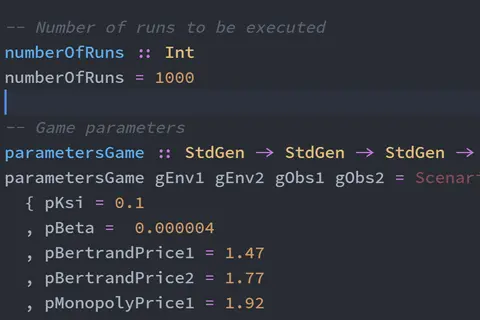 -- Number of runs to be executed
numberOfRuns :: Int
numberOfRuns = 1000
-- Game parameters
parametersGame :: StdGen -> StdGen -> StdGen ->
parametersGame gEnv1 gEnv2 gObs1 gObs2 = Scenar
{ pKsi = 0.1
, pBeta =  0.000004
, pBertrandPrice1 = 1.47
, pBertrandPrice2 = 1.77
, pMonopolyPrice1 = 1.92